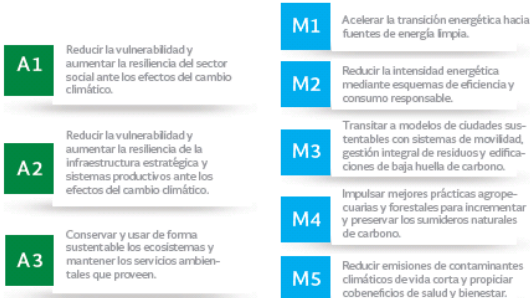 A1
Reducir la vulnerabilidad y
aumentar la resiliencia del sector
social ante los efectos del cambio
climático.
A2
Reducir la vulnerabilidad y
aumentar la resiliencia de la
infraestructura estratégica y
sistemas productivos ante los
efectos del cambio climático.
A3
Conservar y usar de forma
sustentable los ecosistemas y
mantener los servicios ambien-
tales que proveen.
M1
Acelerar la transición energética hacia
fuentes de energía limpia.
M2
Reducir la intensidad energética
mediante esquemas de eficiencia y
consumo responsable.
M3
Transitar a modelos de ciudades sus-
tentables con sistemas de movilidad,
gestión integral de residuos y edifica-
ciones de baja huella de carbono.
M4
Impulsar mejores prácticas agrope-
cuarias y forestales para incrementar
y preservar los sumideros naturales
de carbono.
M5
Reducir emisiones de contaminantes
climáticos de vida corta y propiciar
cobeneficios de salud y bienestar.